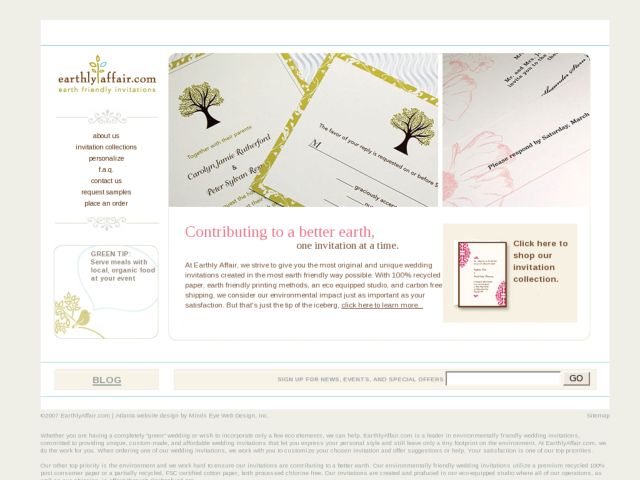 earthly affair.com
earth friendly invitations
about us
invitation collections
personalize
f.a.q.
contact us
request samples
place an order
GREEN TIP:
Serve meals with
local, organic food
at your event
Together with their parents
Carolyn Jamie Rutherford
&
Peter Sylvan
The favor of your reply is requested on or before
M
graciously
Mr. and Mrs.
invite you to
Please respond by Saturday, March
Contributing to a better earth,
one invitation at a time.
At Earthly Affair, we strive to give you the most original and unique wedding
invitations created in the most earth friendly way possible. With 100% recycled
paper, earth friendly printing methods, an eco equipped studio, and carbon free
shipping, we consider our environmental impact just as important as your
satisfaction. But that's just the tip of the iceberg, click here to learn more...
Click here to
shop our
invitation
collection.
BLOG
SIGN UP FOR NEWS, EVENTS, AND SPECIAL OFFERS
GO
©2007 EarthlyAffair.com | Atlanta website design by Minds Eye Web Design, Inc.
Sitemap
Whether you are having a completely "green" wedding or wish to incorporate only a few eco elements, we can help. EarthlyAffair.com is a leader in environmentally friendly wedding invitations,
committed to providing unique, custom-made, and affordable wedding invitations that let you express your personal style and still leave only a tiny footprint on the environment. At EarthlyAffair.com, we
do the work for you. When ordering one of our wedding invitations, we work with you to customize your chosen invitation and offer suggestions or help. Your satisfaction is one of our top priorities.
Our other top priority is the environment and we work hard to ensure our invitations are contributing to a better earth. Our environmentally friendly wedding invitations utilize a premium recycled 100%
post consumer paper or a partially recycled, FSC certified cotton paper, both processed chlorine free. Our invitations are created and produced in our eco-equipped studio where all of our operations, as